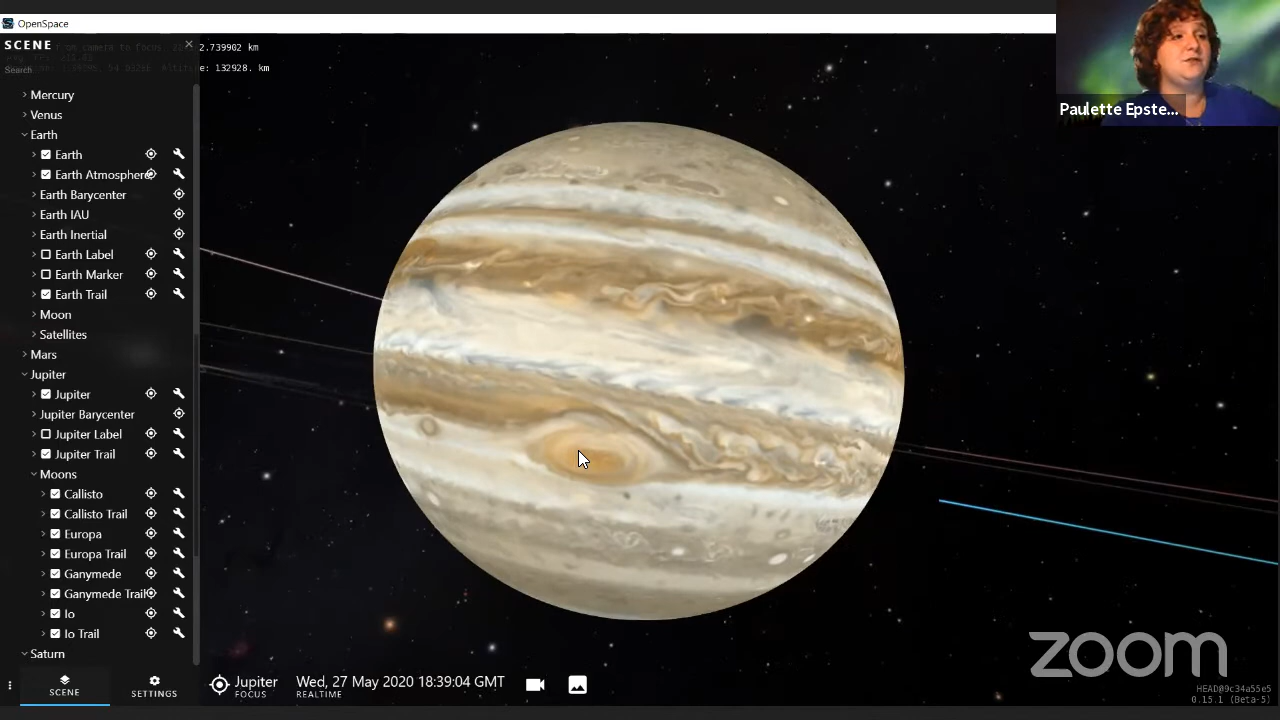 OpenSpace
SCENE
Search
2.739902 km
Altitude: 132928. km
Paulette Epste...
Mercury
Venus
Earth
Earth
Earth Atmosphere
Earth Barycenter
Earth IAU
Earth Inertial
Earth Label
Earth Marker
Earth Trail
Moon
Satellites
Mars
Jupiter
Jupiter
Jupiter Barycenter
Jupiter Label
Jupiter Trail
Moons
Callisto
Callisto Trail
Europa
Europa Trail
Ganymede
Ganymede Trail
Io
Io Trail
Saturn
SCENE
SETTINGS
Jupiter
FOCUS
Wed, 27 May 2020 18:39:04 GMT
REALTIME
zoom
HEAD@9c34a55e5
0.15.1 (Beta-5)